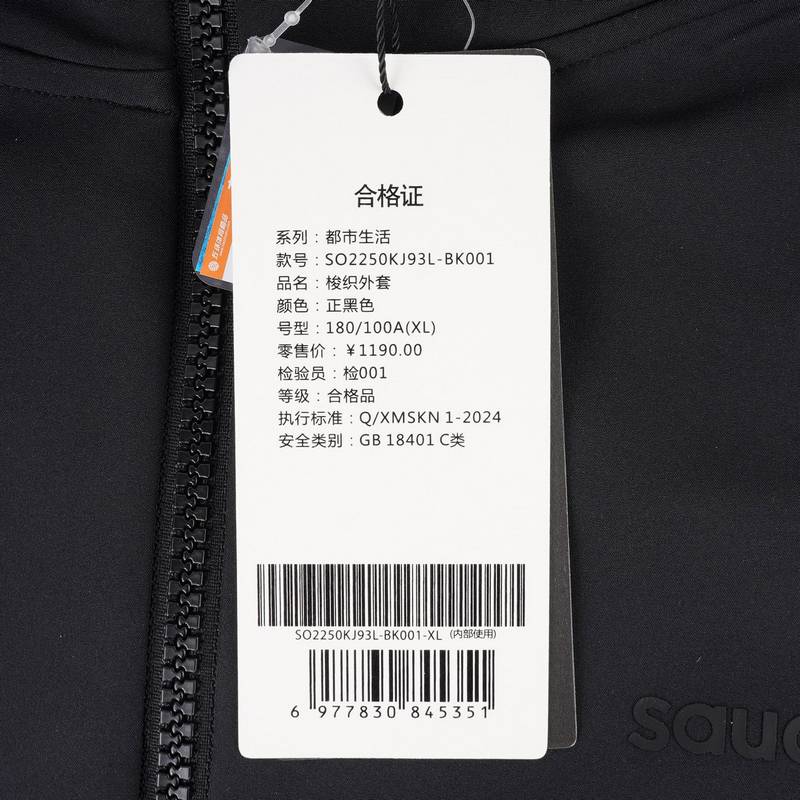 合格证
系列：都市生活
款号：SO2250KJ93L-BK001
品名：梭织外套
颜色：正黑色
号型：180/100A(XL)
零售价：￥1190.00
检验员：检001
等级：合格品
执行标准：Q/XMSKN 1-2024
安全类别：GB 18401 C类
SO2250KJ93L-BK001-XL (内部使用)
6 977830 845351
sauc